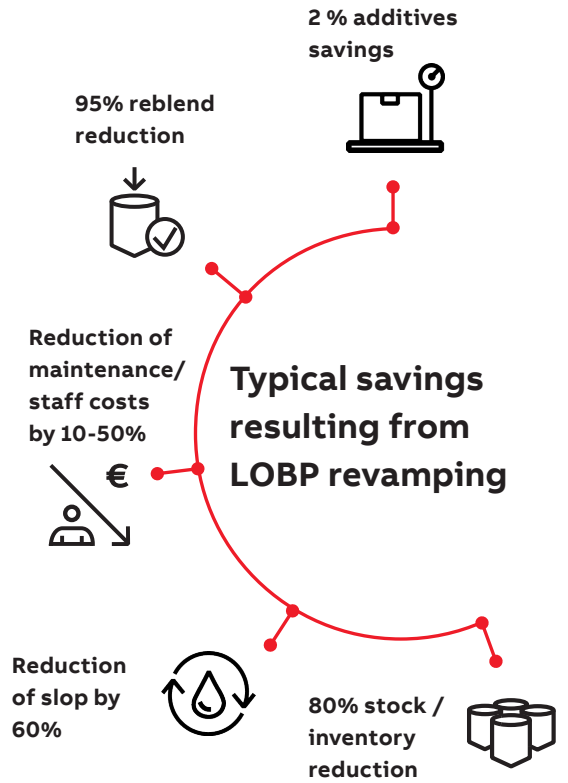 2 % additives
savings
95% reblend
reduction
Reduction of
maintenance/
staff costs
by 10-50%
€
Typical savings
resulting from
LOBP revamping
Reduction
of slop by
60%
80% stock /
inventory
reduction